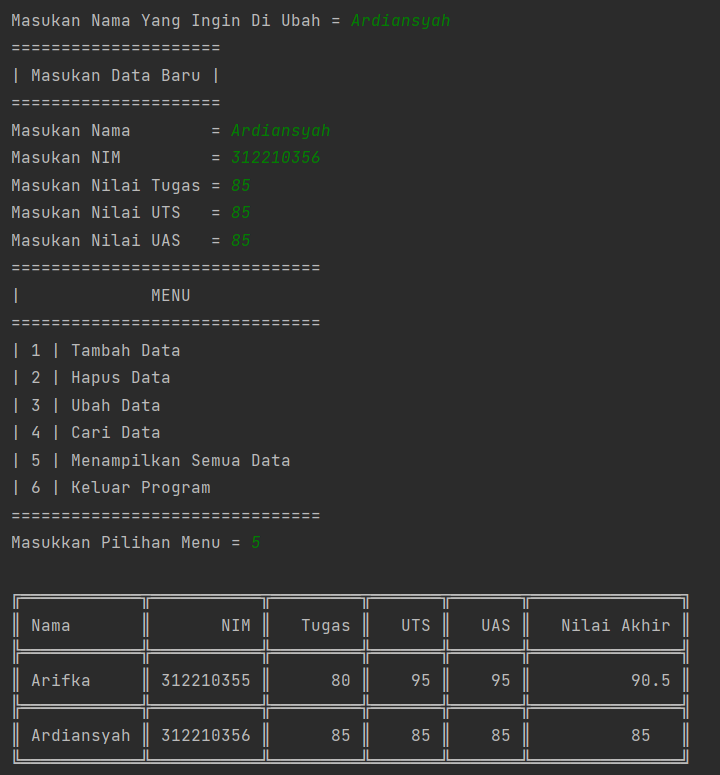 Masukan Nama Yang Ingin Di Ubah = Ardiansyah
=====================
| Masukan Data Baru |
=====================
Masukan Nama        = Ardiansyah
Masukan NIM         = 312210356
Masukan Nilai Tugas = 85
Masukan Nilai UTS   = 85
Masukan Nilai UAS   = 85
===============================
|             MENU
===============================
| 1 | Tambah Data
| 2 | Hapus Data
| 3 | Ubah Data
| 4 | Cari Data
| 5 | Menampilkan Semua Data
| 6 | Keluar Program
===============================
Masukkan Pilihan Menu = 5
╔════════════╦═══════════╦═════════╦═══════╦═══════╦═══════════════╗
║ Nama       ║       NIM ║   Tugas ║   UTS ║   UAS ║   Nilai Akhir ║
╠════════════╬═══════════╬═════════╬═══════╬═══════╬═══════════════╣
║ Arifka     ║ 312210355 ║      80 ║    95 ║    95 ║          90.5 ║
╠════════════╬═══════════╬═════════╬═══════╬═══════╬═══════════════╣
║ Ardiansyah ║ 312210356 ║      85 ║    85 ║    85 ║          85   ║
╚════════════╩═══════════╩═════════╩═══════╩═══════╩═══════════════╝